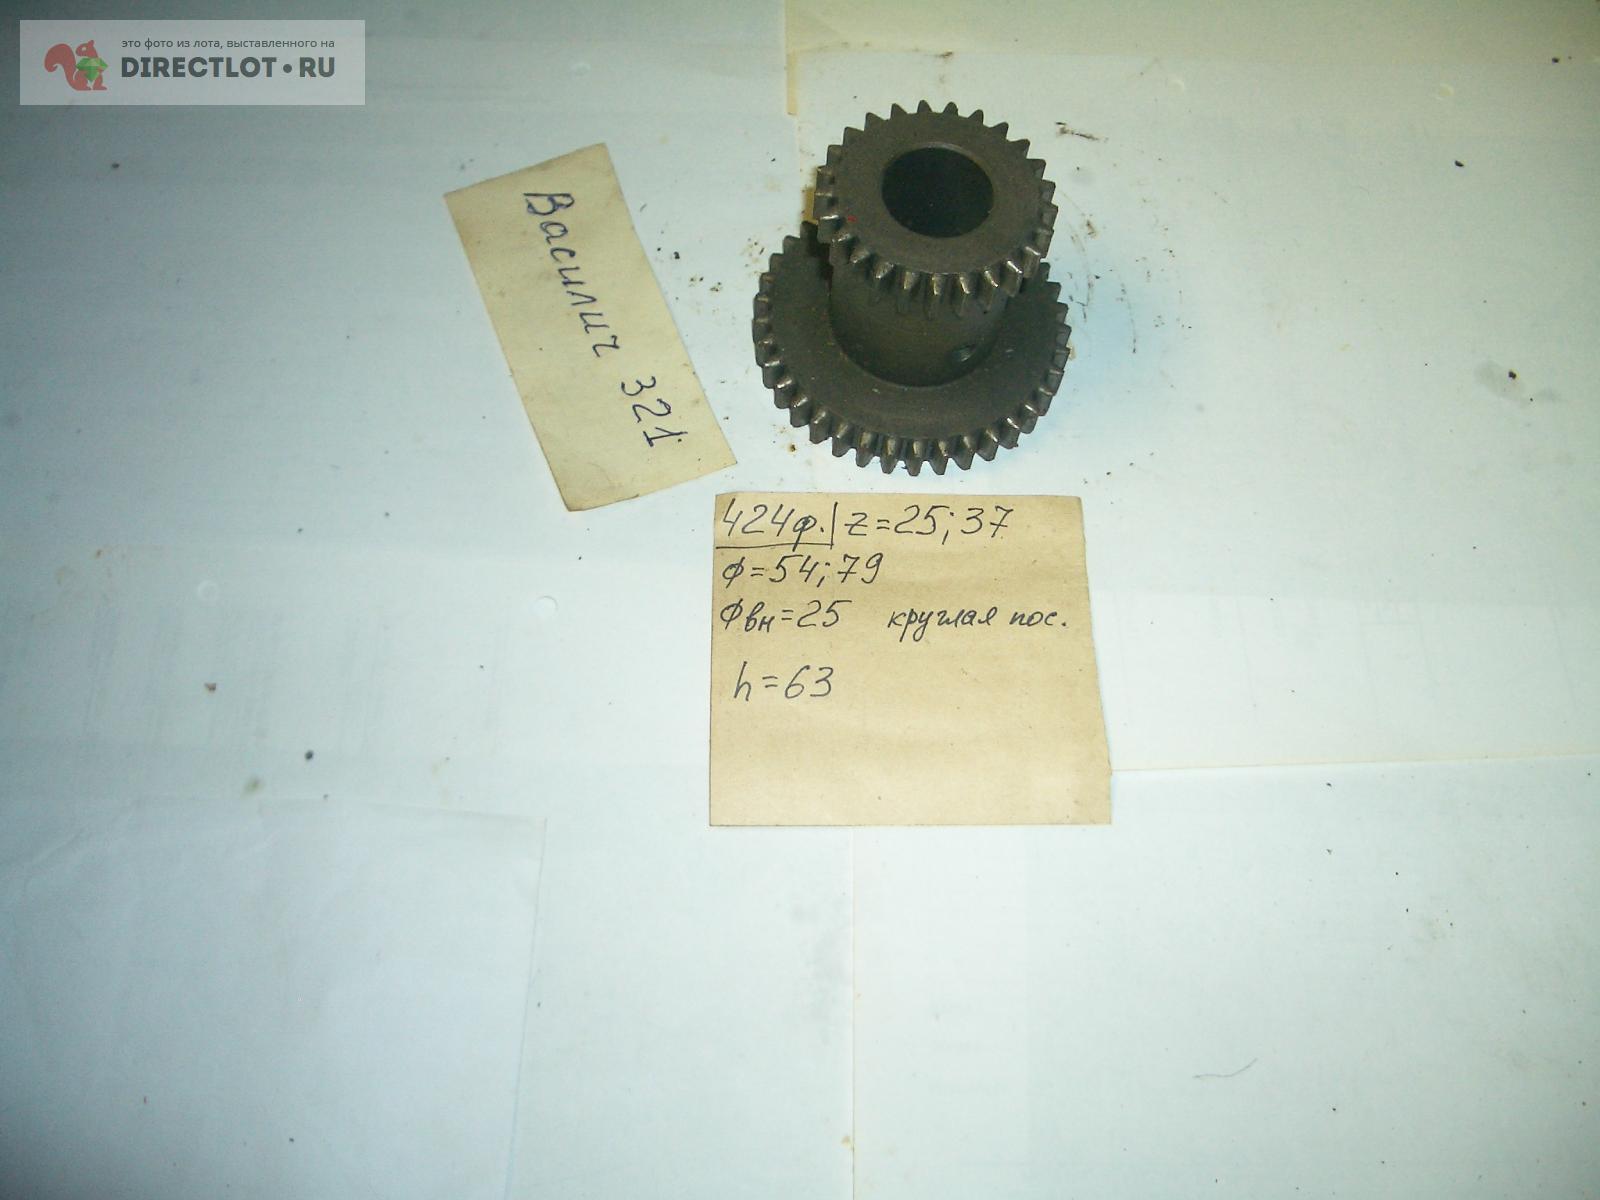 это фото из лота, выставленного на
DIRECTLOT•RU
Василич 321
424ф. z=25; 37
ф=54; 79
Фвн=25 круглая пос.
h=63